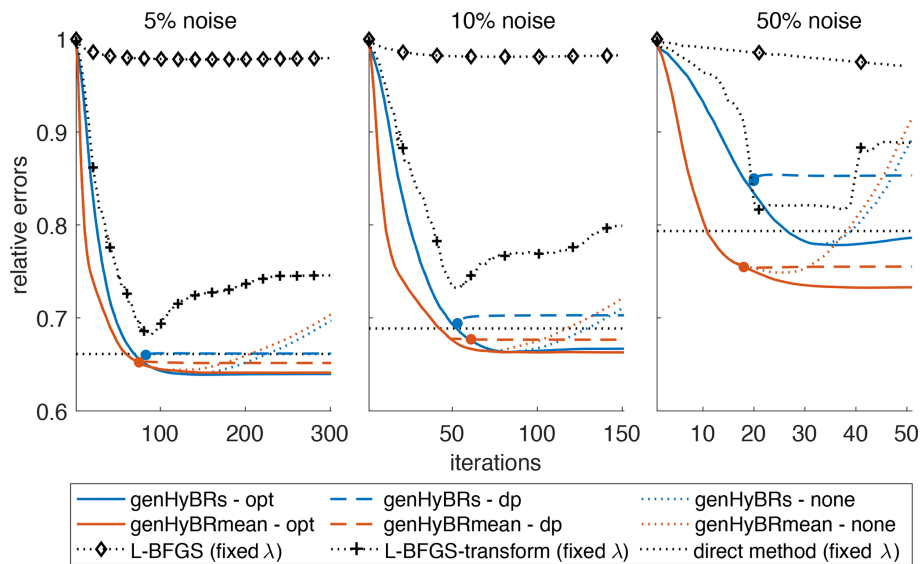 5% noise 10% noise 50% noise
1
0.9
0.8
0.7
0.6
relative errors
100 200 300 50 100 150 10 20 30 40 50
iterations
genHyBRs - opt genHyBRs - dp genHyBRs - none
genHyBRmean - opt genHyBRmean - dp genHyBRmean - none
L-BFGS (fixed λ) L-BFGS-transform (fixed λ) direct method (fixed λ)